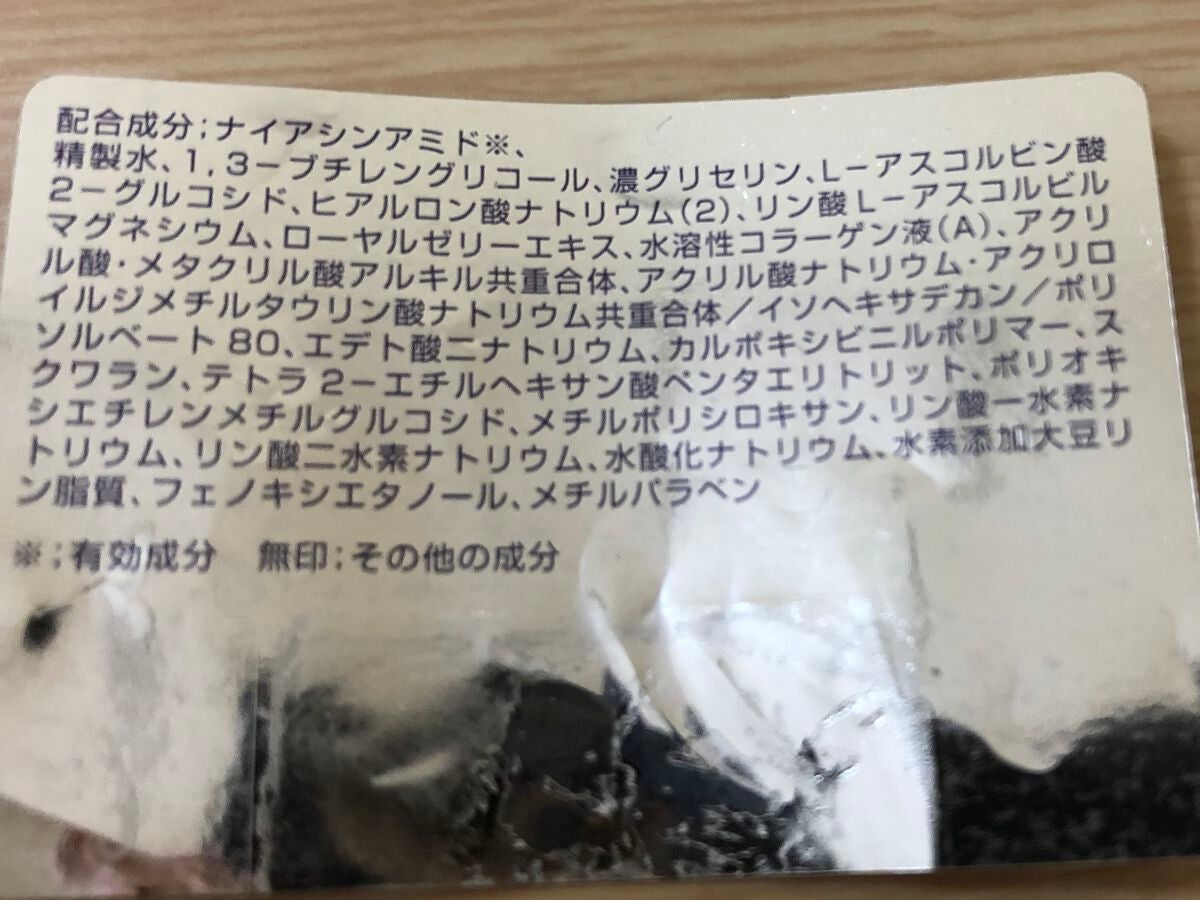 配合成分;ナイアシンアミド※、
精製水、1,3−ブチレングリコール、濃グリセリン、L−アスコルビン酸
2−グルコシド、ヒアルロン酸ナトリウム(2)、リン酸L−アスコルビル
マグネシウム、ローヤルゼリーエキス、水溶性コラーゲン液(A)、アクリ
ル酸・メタクリル酸アルキル共重合体、アクリル酸ナトリウム・アクリロ
イルジメチルタウリン酸ナトリウム共重合体/イソヘキサデカン/ポリ
ソルベート80、エデト酸二ナトリウム、カルボキシビニルポリマー、ス
クワラン、テトラ2−エチルヘキサン酸ペンタエリトリット、ポリオキ
シエチレンメチルグルコシド、メチルポリシロキサン、リン酸一水素ナ
トリウム、リン酸二水素ナトリウム、水酸化ナトリウム、水素添加大豆リ
ン脂質、フェノキシエタノール、メチルパラベン
※;有効成分 無印;その他の成分